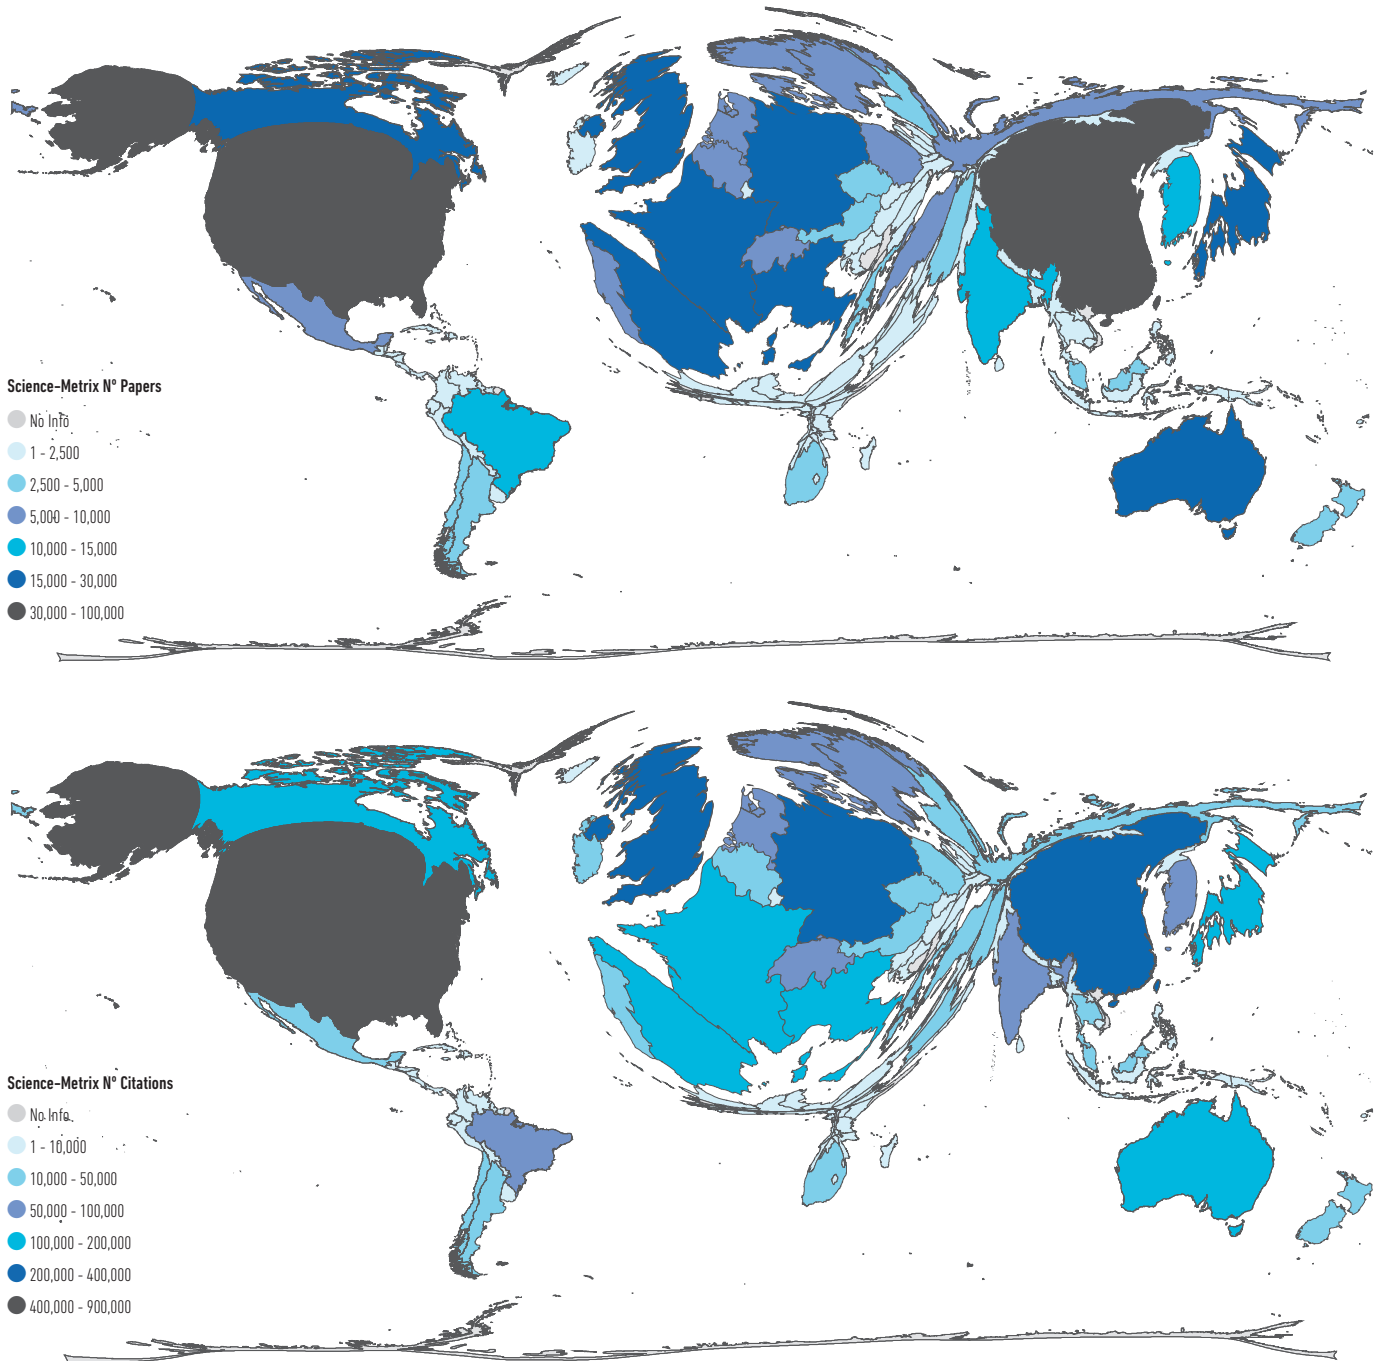 Science-Metrix Nº Papers
No Info
1 - 2,500
2,500 - 5,000
5,000 - 10,000
10,000 - 15,000
15,000 - 30,000
30,000 - 100,000
Science-Metrix Nº Citations
No Info
1 - 10,000
10,000 - 50,000
50,000 - 100,000
100,000 - 200,000
200,000 - 400,000
400,000 - 900,000